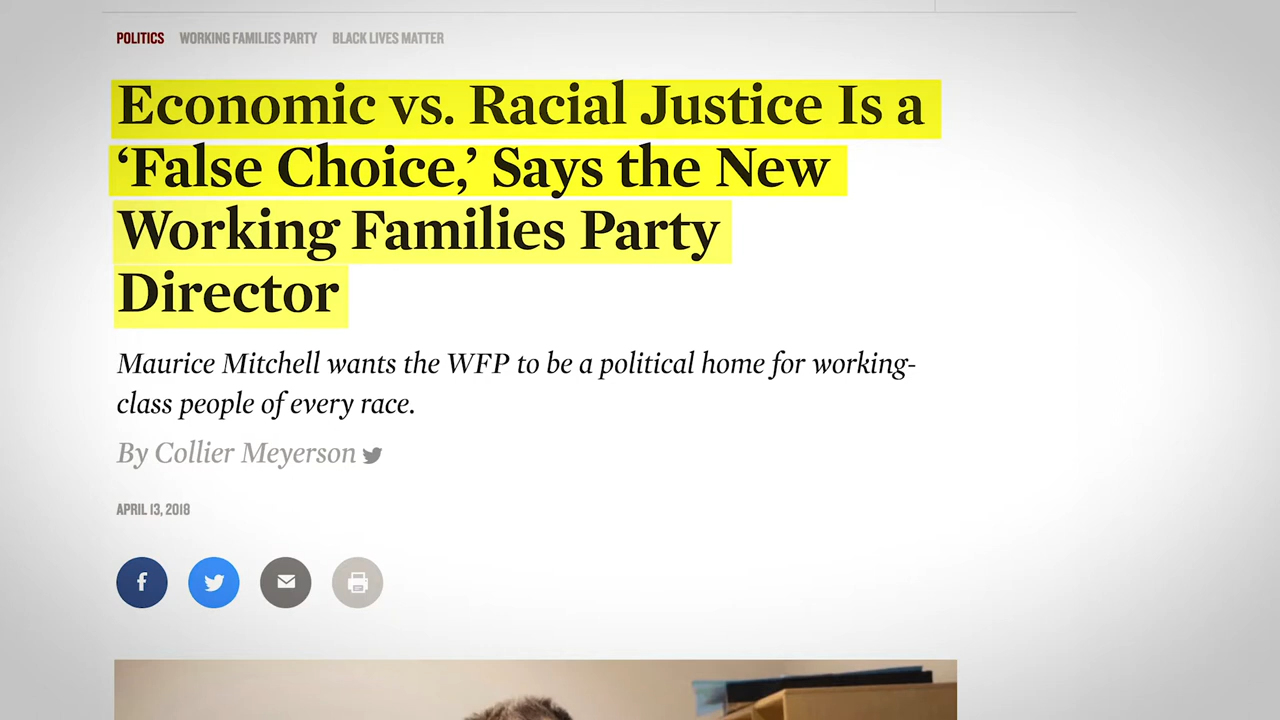 POLITICS WORKING FAMILIES PARTY BLACK LIVES MATTER
Economic vs. Racial Justice Is a
‘False Choice,’ Says the New
Working Families Party
Director
Maurice Mitchell wants the WFP to be a political home for working-
class people of every race.
By Collier Meyerson
APRIL 13, 2018